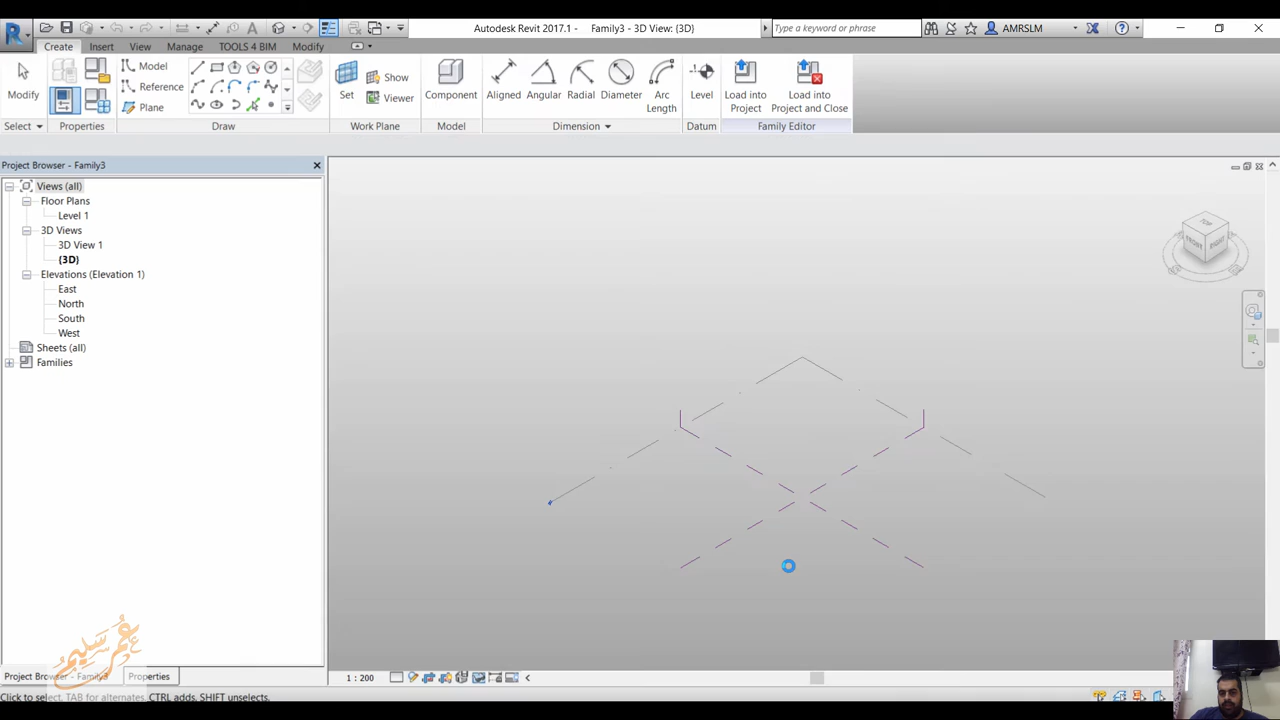 Autodesk Revit 2017.1 - Family3 - 3D View: {3D}
Type a keyword or phrase
AMRSLM
Create Insert View Manage TOOLS 4 BIM Modify
Modify
Model
Reference
Plane
Set
Show
Viewer
Component
Aligned Angular Radial Diameter Arc Length
Level
Load into Project
Load into Project and Close
Select Properties Draw Work Plane Model Dimension Datum Family Editor
Project Browser - Family3
Views (all)
Floor Plans
Level 1
3D Views
3D View 1
{3D}
Elevations (Elevation 1)
East
North
South
West
Sheets (all)
Families
TOP
FRONT RIGHT
عمر سليم
Project Browser - Family3 Properties
1 : 200
Click to select, TAB for alternates, CTRL adds, SHIFT unselects.